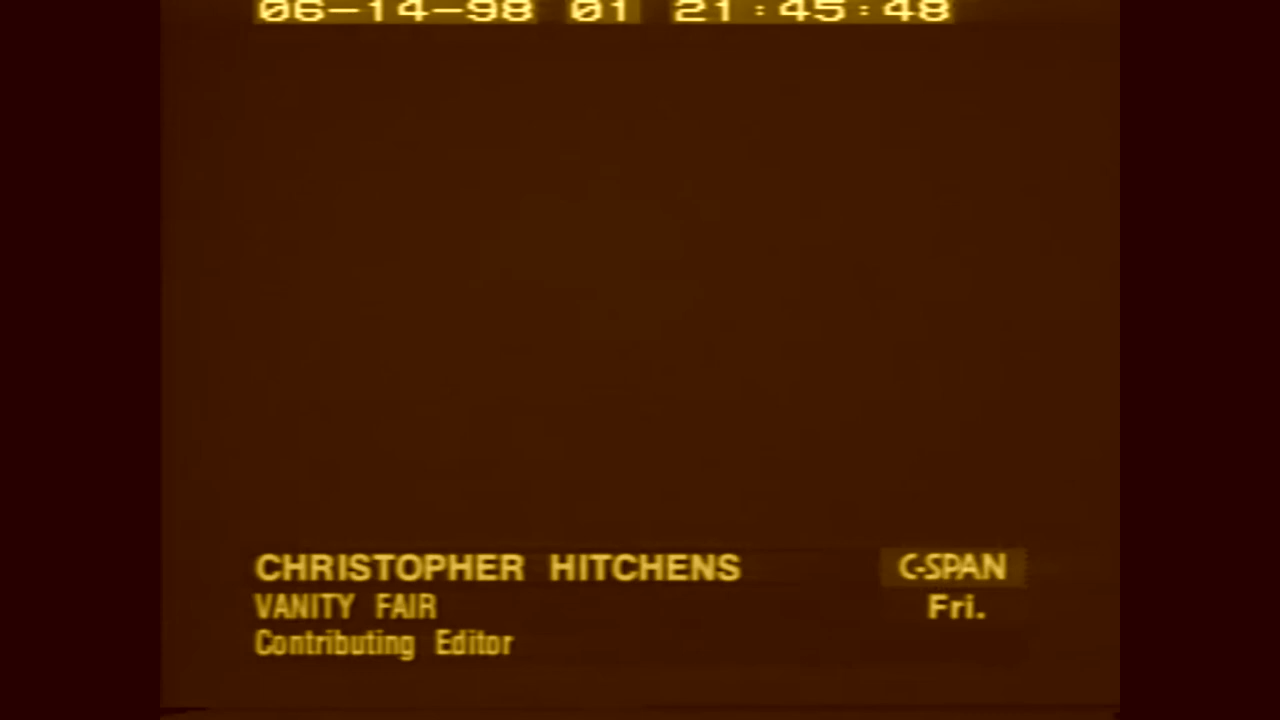 06-14-98 01 21:45:48
CHRISTOPHER HITCHENS
VANITY FAIR
Contributing Editor
C-SPAN
Fri.